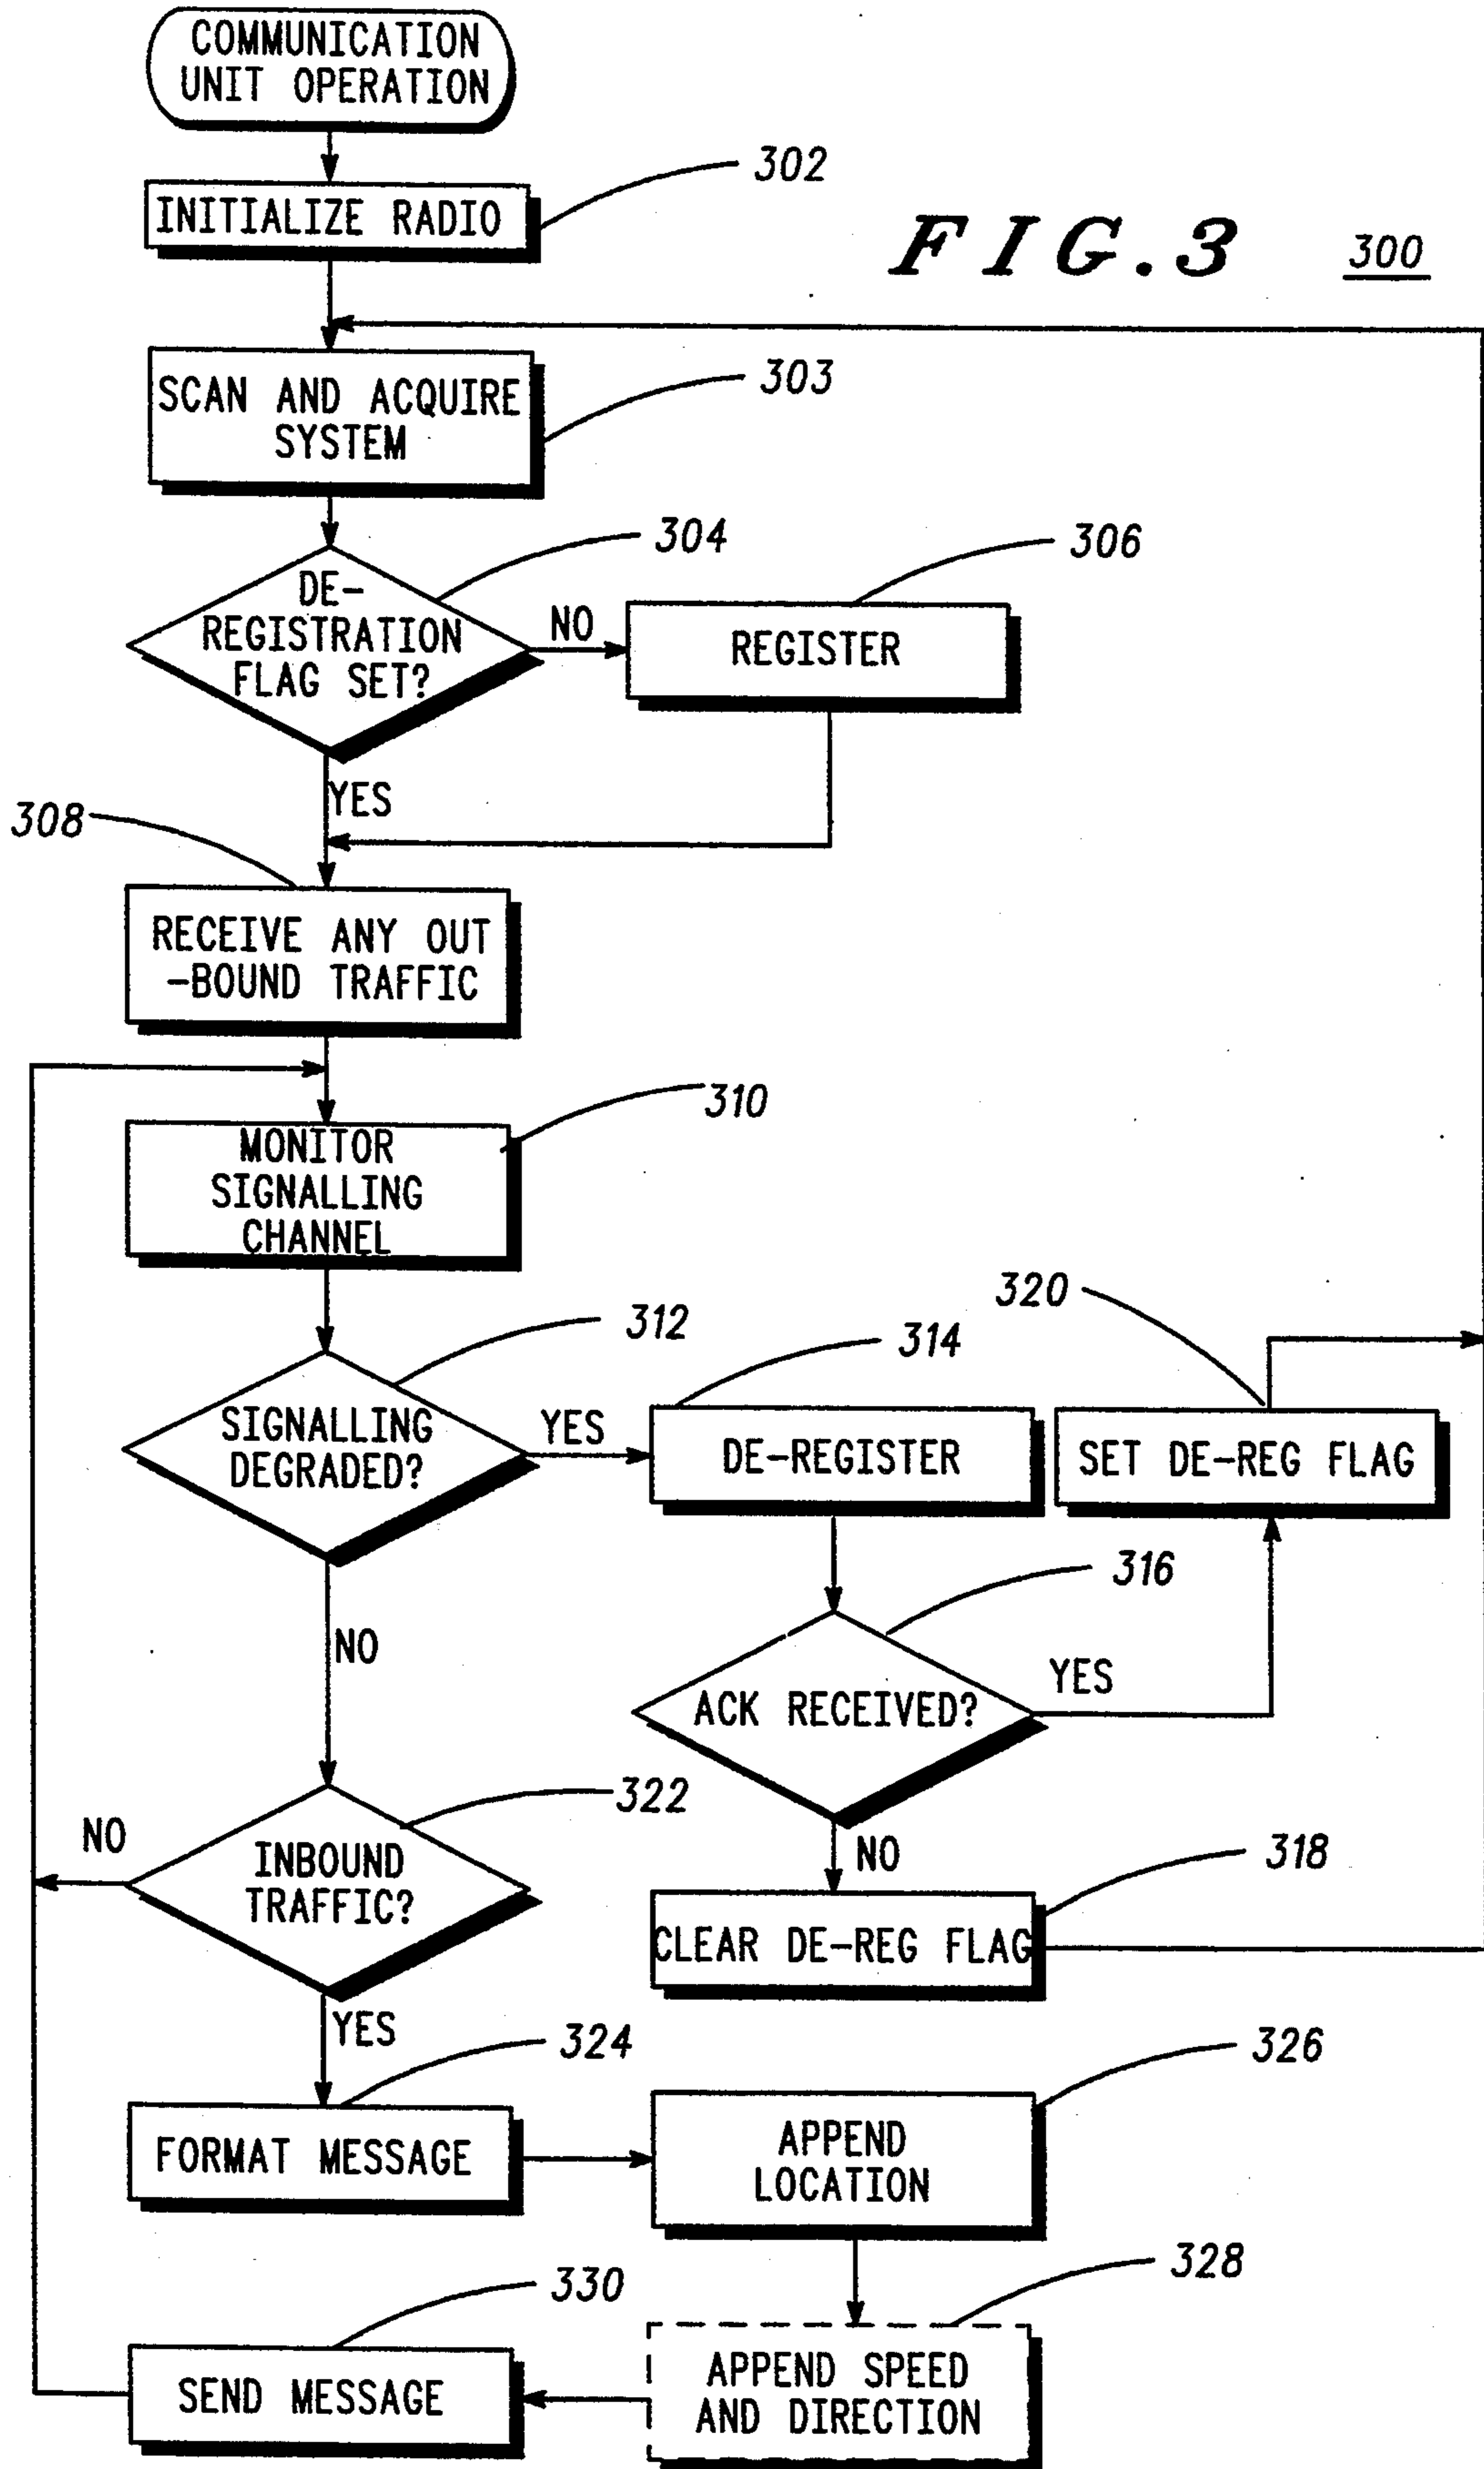 COMMUNICATION
UNIT OPERATION
302
INITIALIZE RADIO
FIG.3 300
303
SCAN AND ACQUIRE
SYSTEM
304
306
DE-
REGISTRATION
FLAG SET?
NO
REGISTER
YES
308
RECEIVE ANY OUT
-BOUND TRAFFIC
310
MONITOR
SIGNALLING
CHANNEL
312
314
320
SIGNALLING
DEGRADED?
YES
DE-REGISTER
SET DE-REG FLAG
316
NO
ACK RECEIVED?
YES
322
NO
INBOUND
TRAFFIC?
NO
318
CLEAR DE-REG FLAG
YES
324
326
FORMAT MESSAGE
APPEND
LOCATION
328
330
APPEND SPEED
AND DIRECTION
SEND MESSAGE